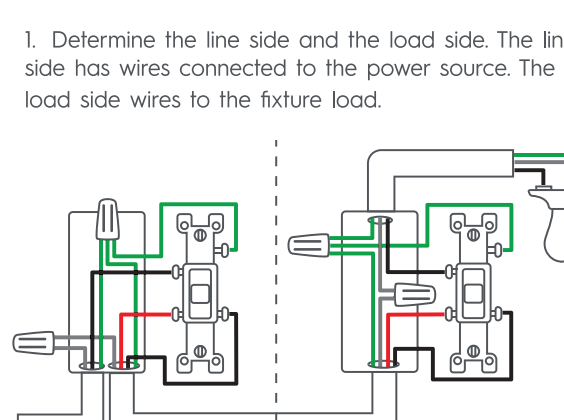 1. Determine the line side and the load side. The lin
side has wires connected to the power source. The
load side wires to the fixture load.